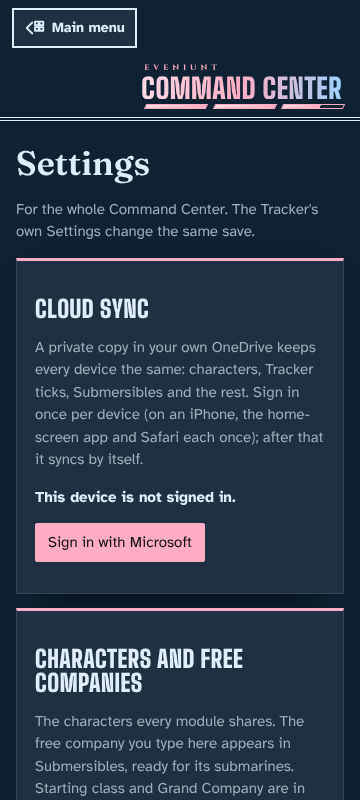 Main menu
EVENIUNT
COMMAND CENTER
Settings
For the whole Command Center. The Tracker's
own Settings change the same save.
CLOUD SYNC
A private copy in your own OneDrive keeps
every device the same: characters, Tracker
ticks, Submersibles and the rest. Sign in
once per device (on an iPhone, the home-
screen app and Safari each once); after that
it syncs by itself.
This device is not signed in.
Sign in with Microsoft
CHARACTERS AND FREE
COMPANIES
The characters every module shares. The
free company you type here appears in
Submersibles, ready for its submarines.
Starting class and Grand Company are in